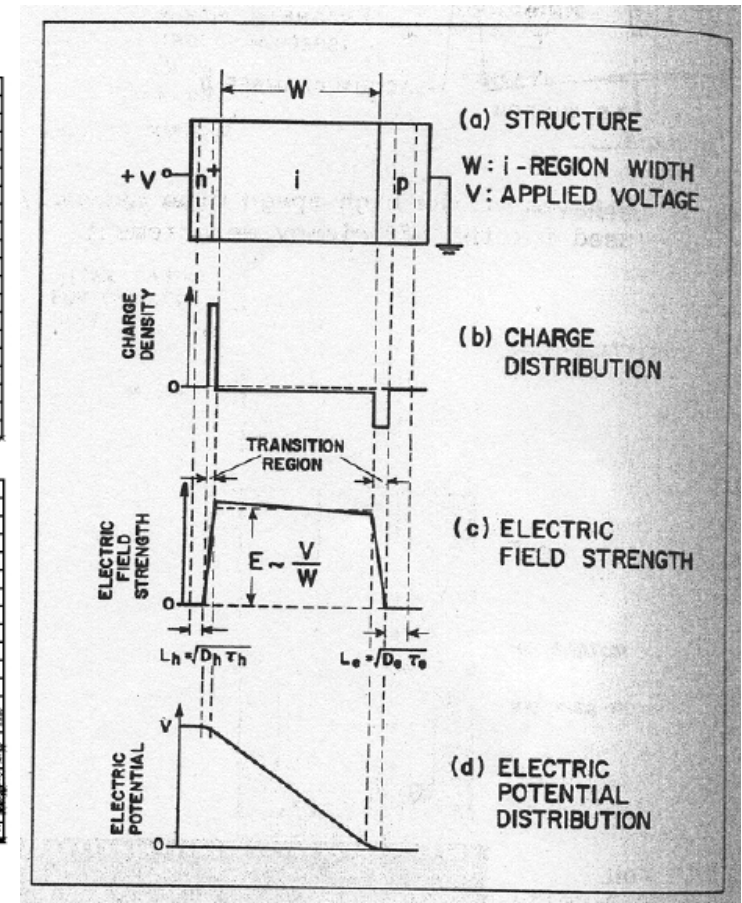 W
(a) STRUCTURE
W: i-REGION WIDTH
V: APPLIED VOLTAGE
+V
n+
i
p
CHARGE
DENSITY
0
(b) CHARGE
DISTRIBUTION
TRANSITION
REGION
ELECTRIC
FIELD
STRENGTH
0
E ~ V/W
(c) ELECTRIC
FIELD STRENGTH
Lh = √Dh τh
Le = √De τe
V
ELECTRIC
POTENTIAL
0
(d) ELECTRIC
POTENTIAL
DISTRIBUTION